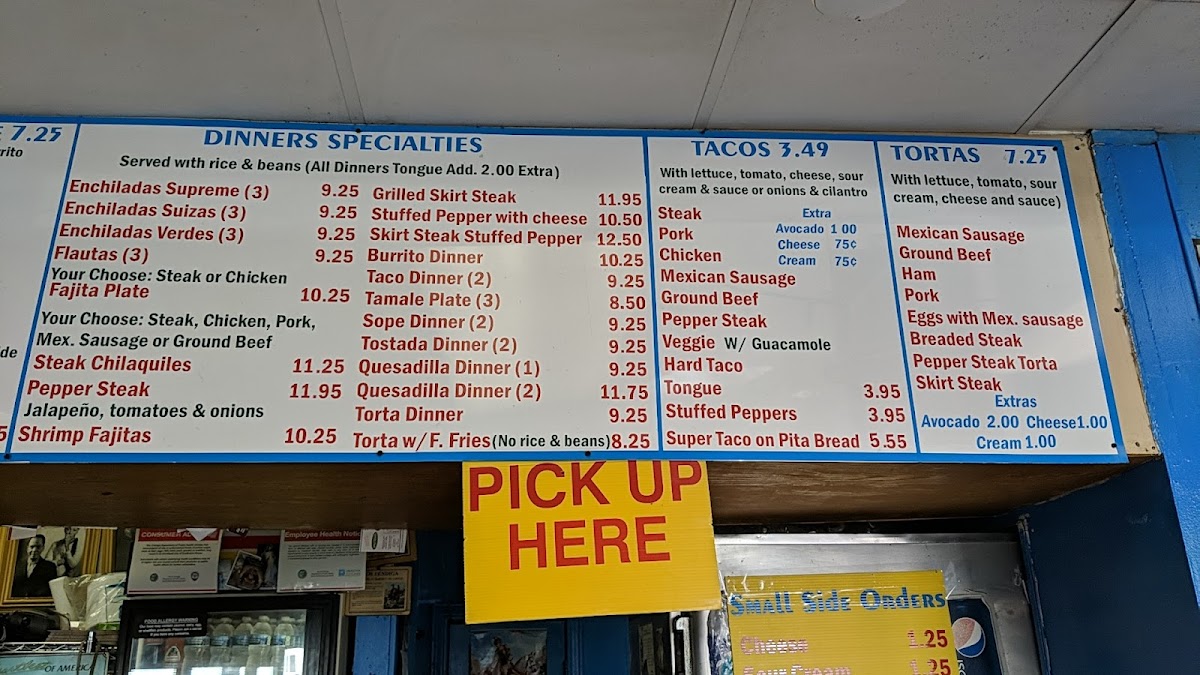 7.25
DINNERS SPECIALTIES
Served with rice & beans (All Dinners Tongue Add. 2.00 Extra)
Enchiladas Supreme (3) 9.25
Enchiladas Suizas (3) 9.25
Enchiladas Verdes (3) 9.25
Flautas (3) 9.25
Your Choose: Steak or Chicken
Fajita Plate 10.25
Your Choose: Steak, Chicken, Pork,
Mex. Sausage or Ground Beef
Steak Chilaquiles 11.25
Pepper Steak 11.95
Jalapeño, tomatoes & onions
Shrimp Fajitas 10.25
Grilled Skirt Steak 11.95
Stuffed Pepper with cheese 10.50
Skirt Steak Stuffed Pepper 12.50
Burrito Dinner 10.25
Taco Dinner (2) 9.25
Tamale Plate (3) 8.50
Sope Dinner (2) 9.25
Tostada Dinner (2) 9.25
Quesadilla Dinner (1) 9.25
Quesadilla Dinner (2) 11.75
Torta Dinner 9.25
Torta w/ F. Fries (No rice & beans) 8.25
TACOS 3.49
With lettuce, tomato, cheese, sour
cream & sauce or onions & cilantro
Steak
Pork
Chicken
Mexican Sausage
Ground Beef
Pepper Steak
Veggie W/ Guacamole
Hard Taco
Tongue 3.95
Stuffed Peppers 3.95
Super Taco on Pita Bread 5.55
Extra
Avocado 1 00
Cheese 75¢
Cream 75¢
TORTAS 7.25
With lettuce, tomato, sour
cream, cheese and sauce)
Mexican Sausage
Ground Beef
Ham
Pork
Eggs with Mex. sausage
Breaded Steak
Pepper Steak Torta
Skirt Steak
Extras
Avocado 2.00 Cheese1.00
Cream 1.00
PICK UP
HERE
Small Side Orders
Cheese 1.25
Sour Cream 1.25
Employee Health
FOOD ALLERGY WARNING
OF AMERICA